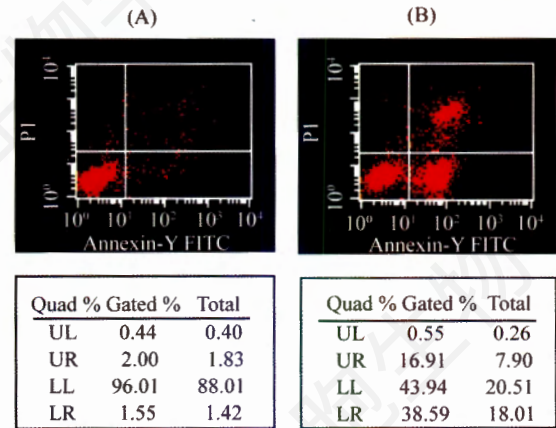 (A)
(B)
P1
10⁴
10⁰
10⁰ 10¹ 10² 10³ 10⁴
Annexin-Y FITC
P1
10⁴
10⁰
10⁰ 10¹ 10² 10³ 10⁴
Annexin-Y FITC
Quad % Gated % Total
UL 0.44 0.40
UR 2.00 1.83
LL 96.01 88.01
LR 1.55 1.42
Quad % Gated % Total
UL 0.55 0.26
UR 16.91 7.90
LL 43.94 20.51
LR 38.59 18.01